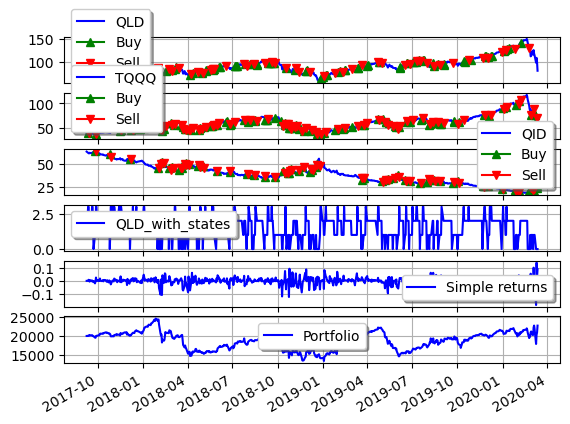 QLD
Buy
Sell
150
100
TQQQ
Buy
Sell
100
50
QID
Buy
Sell
50
25
QLD_with_states
2.5
0.0
Simple returns
0.1
0.0
−0.1
Portfolio
25000
20000
15000
2017-10
2018-01
2018-04
2018-07
2018-10
2019-01
2019-04
2019-07
2019-10
2020-01
2020-04